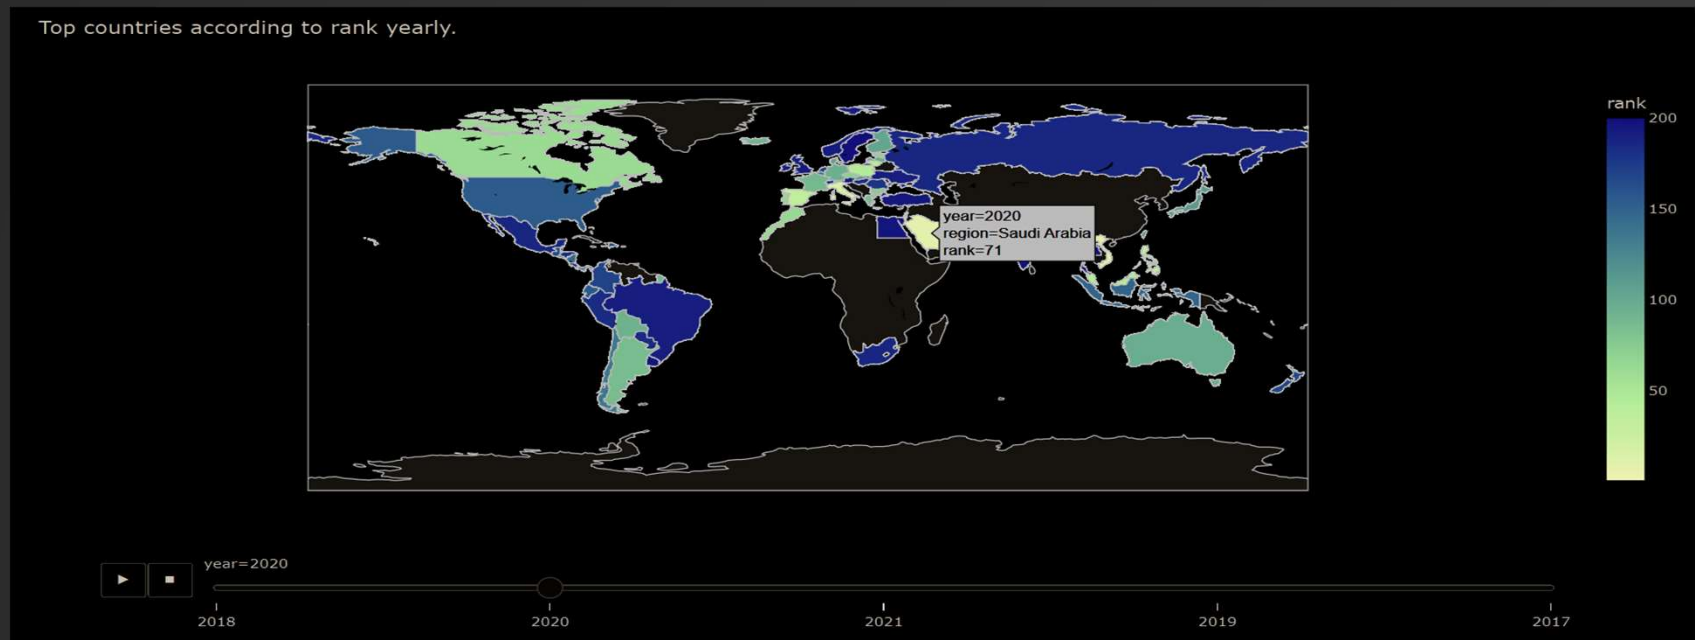 Top countries according to rank yearly.
rank
200
150
100
50
year=2020
region=Saudi Arabia
rank=71
year=2020
2018
2020
2021
2019
2017